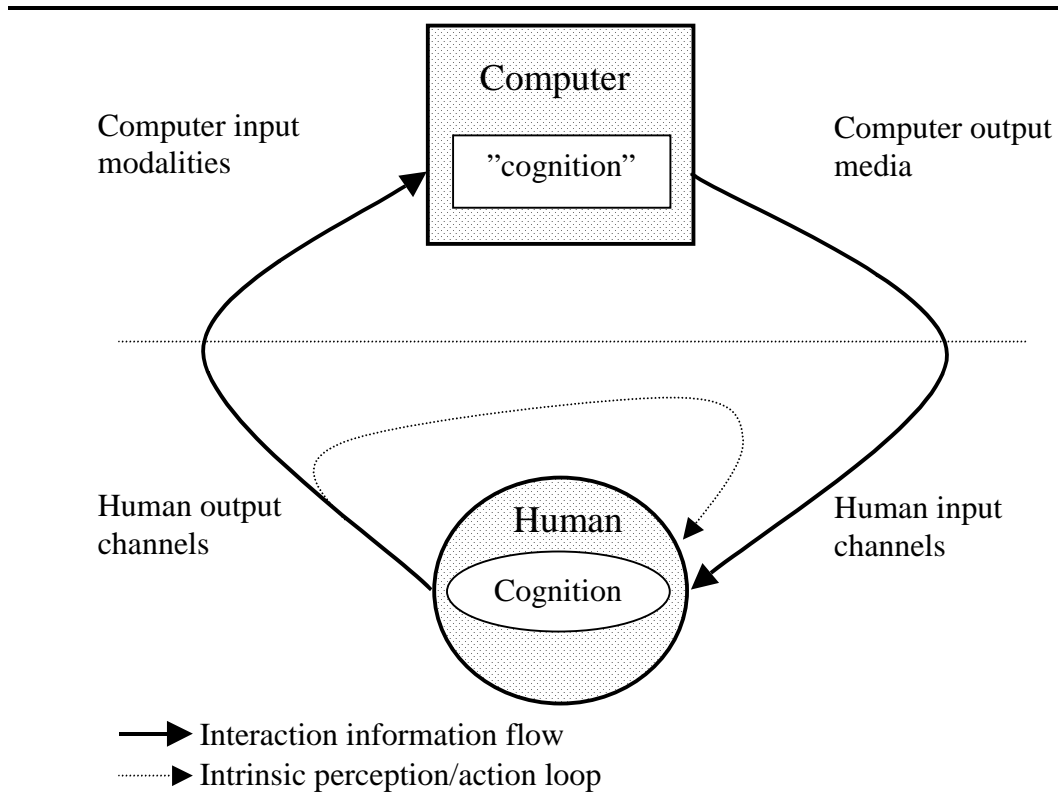 Computer
”cognition”
Computer input
modalities
Computer output
media
Human output
channels
Human
Cognition
Human input
channels
Interaction information flow
Intrinsic perception/action loop